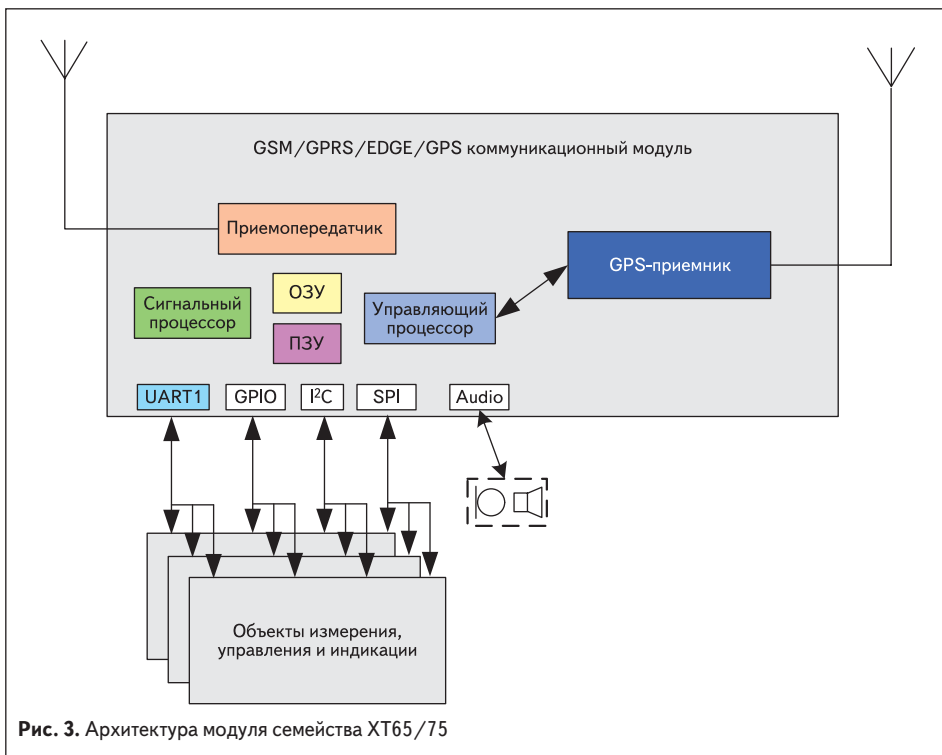 GSM/GPRS/EDGE/GPS коммуникационный модуль
Приемопередатчик
GPS-приемник
ОЗУ
Сигнальный
процессор
Управляющий
процессор
ПЗУ
UART1
GPIO
I²C
SPI
Audio
Объекты измерения,
управления и индикации
Рис. 3. Архитектура модуля семейства XT65/75